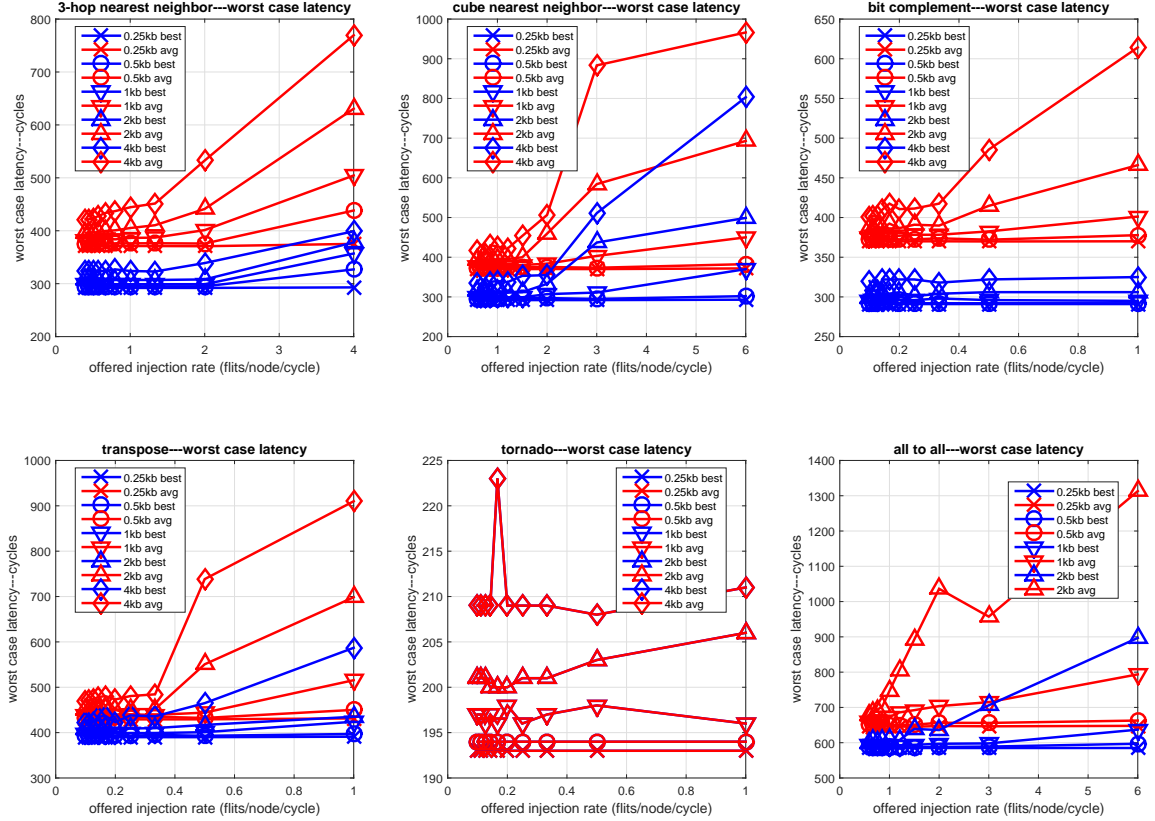 3-hop nearest neighbor---worst case latency
800
700
600
500
400
300
200
worst case latency---cycles
0.25kb best
0.25kb avg
0.5kb best
0.5kb avg
1kb best
1kb avg
2kb best
2kb avg
4kb best
4kb avg
0 1 2 3 4
offered injection rate (flits/node/cycle)
cube nearest neighbor---worst case latency
1000
900
800
700
600
500
400
300
200
worst case latency---cycles
0.25kb best
0.25kb avg
0.5kb best
0.5kb avg
1kb best
1kb avg
2kb best
2kb avg
4kb best
4kb avg
0 1 2 3 4 5 6
offered injection rate (flits/node/cycle)
bit complement---worst case latency
650
600
550
500
450
400
350
300
250
worst case latency---cycles
0.25kb best
0.25kb avg
0.5kb best
0.5kb avg
1kb best
1kb avg
2kb best
2kb avg
4kb best
4kb avg
0 0.2 0.4 0.6 0.8 1
offered injection rate (flits/node/cycle)
transpose---worst case latency
1000
900
800
700
600
500
400
300
worst case latency---cycles
0.25kb best
0.25kb avg
0.5kb best
0.5kb avg
1kb best
1kb avg
2kb best
2kb avg
4kb best
4kb avg
0 0.2 0.4 0.6 0.8 1
offered injection rate (flits/node/cycle)
tornado---worst case latency
225
220
215
210
205
200
195
190
worst case latency---cycles
0.25kb best
0.25kb avg
0.5kb best
0.5kb avg
1kb best
1kb avg
2kb best
2kb avg
4kb best
4kb avg
0 0.2 0.4 0.6 0.8 1
offered injection rate (flits/node/cycle)
all to all---worst case latency
1400
1300
1200
1100
1000
900
800
700
600
500
worst case latency---cycles
0.25kb best
0.25kb avg
0.5kb best
0.5kb avg
1kb best
1kb avg
2kb best
2kb avg
0 1 2 3 4 5 6
offered injection rate (flits/node/cycle)